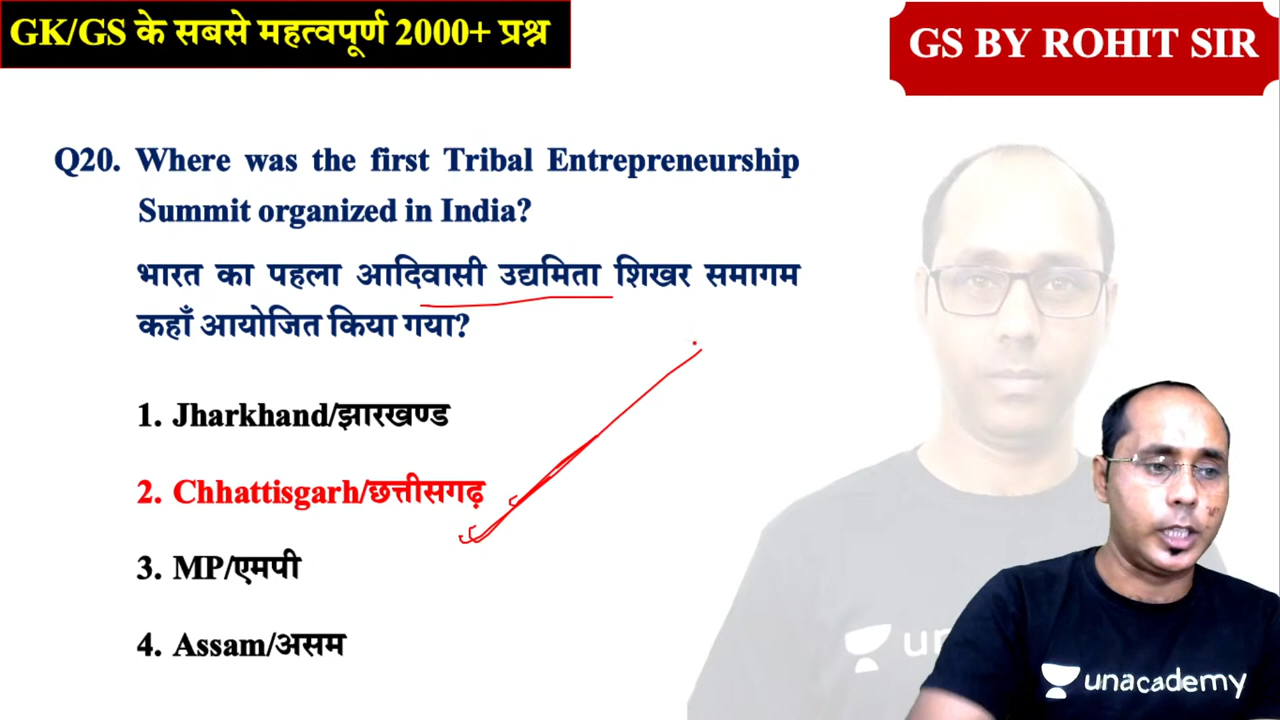 GK/GS के सबसे महत्वपूर्ण 2000+ प्रश्न
GS BY ROHIT SIR
Q20. Where was the first Tribal Entrepreneurship
Summit organized in India?
भारत का पहला आदिवासी उद्यमिता शिखर समागम
कहाँ आयोजित किया गया?
1. Jharkhand/झारखण्ड
2. Chhattisgarh/छत्तीसगढ़
3. MP/एमपी
4. Assam/असम
un
unacademy